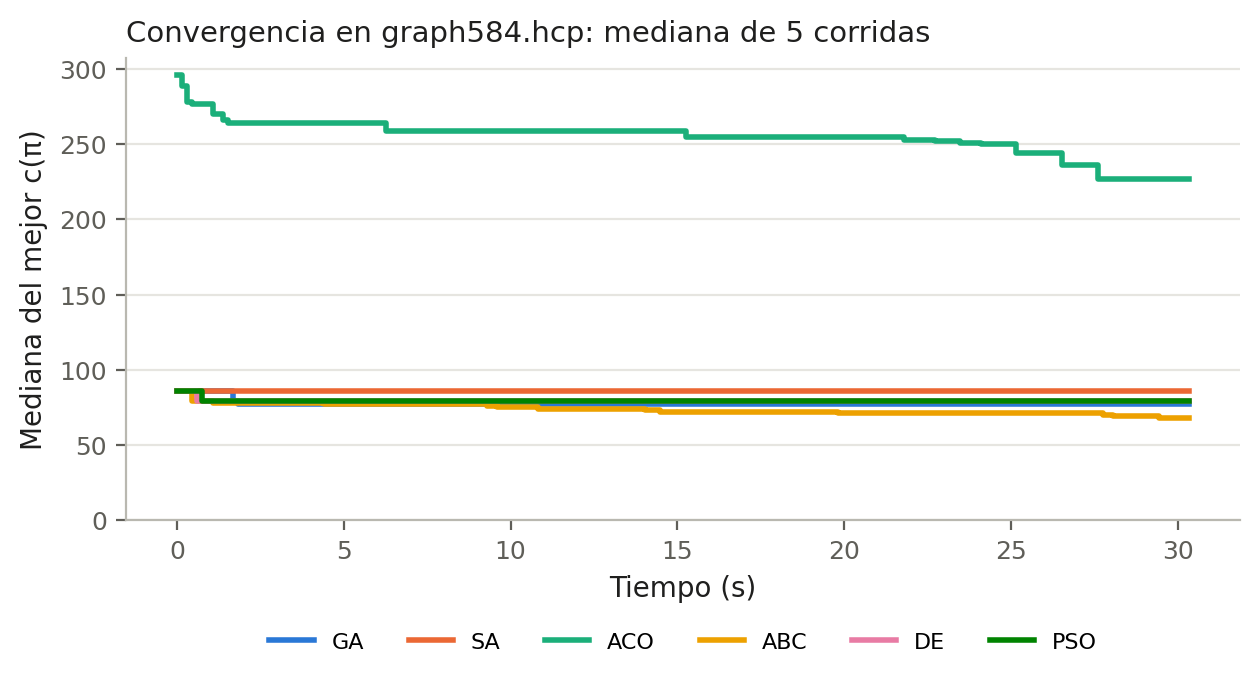 Convergencia en graph584.hcp: mediana de 5 corridas
Mediana del mejor c(π)
300
250
200
150
100
50
0
0 5 10 15 20 25 30
Tiempo (s)
GA SA ACO ABC DE PSO